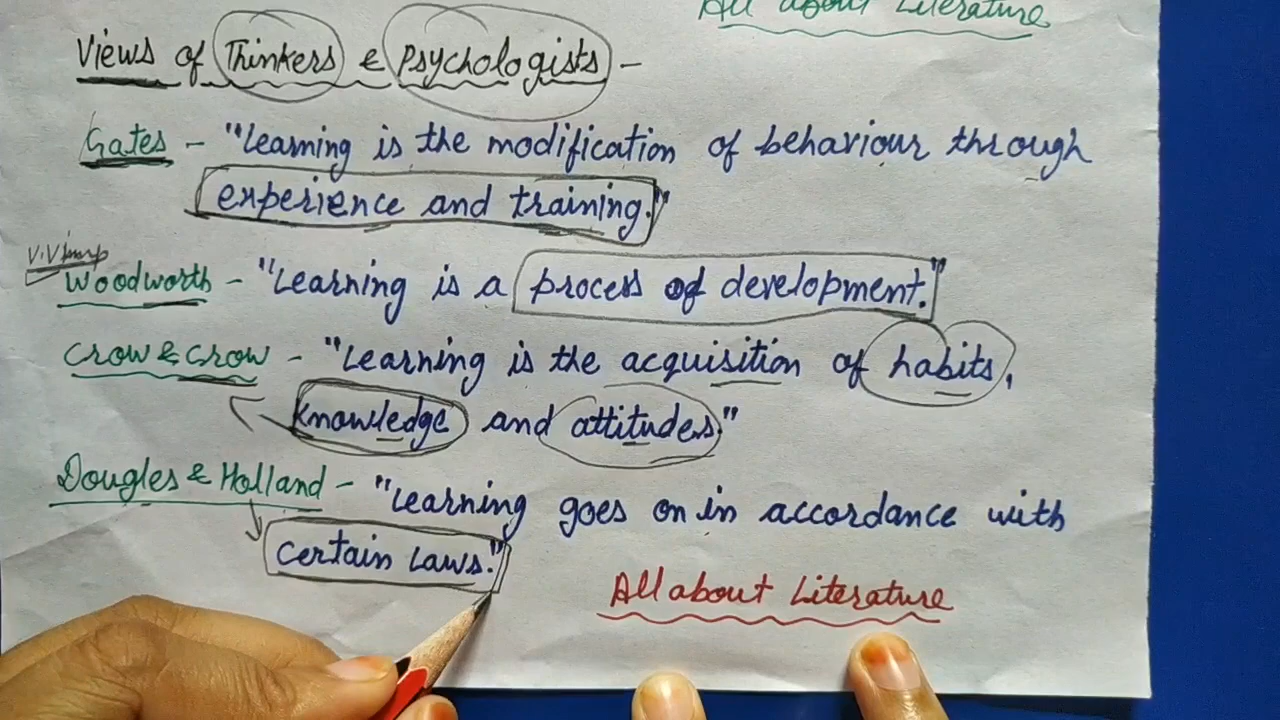 All about Literature
Views of Thinkers & Psychologists -
Gates - "Learning is the modification of behaviour through
experience and training."
V.V imp
Woodworth - "Learning is a process of development."
Crow & Crow - "Learning is the acquisition of habits,
knowledge and attitudes."
Dougles & Holland - "Learning goes on in accordance with
certain Laws."
All about Literature